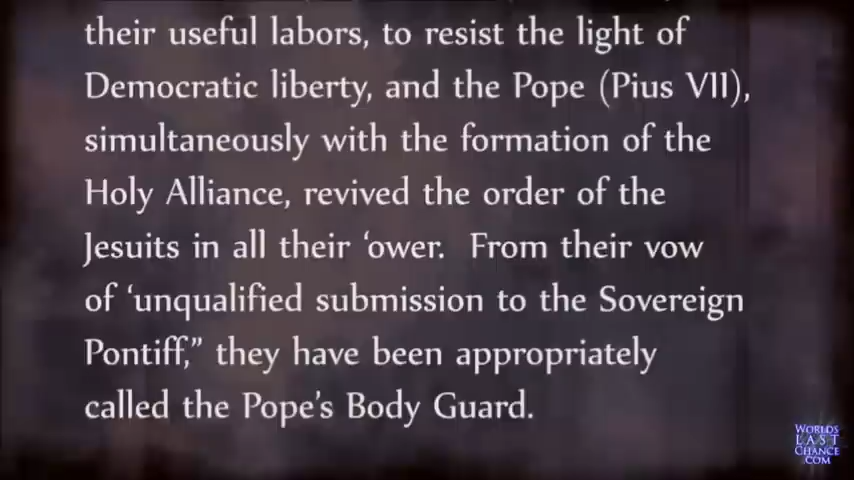 their useful labors, to resist the light of
Democratic liberty, and the Pope (Pius VII),
simultaneously with the formation of the
Holy Alliance, revived the order of the
Jesuits in all their ‘ower.  From their vow
of ‘unqualified submission to the Sovereign
Pontiff,” they have been appropriately
called the Pope’s Body Guard.
WORLD'S
LAST
CHANCE
.COM